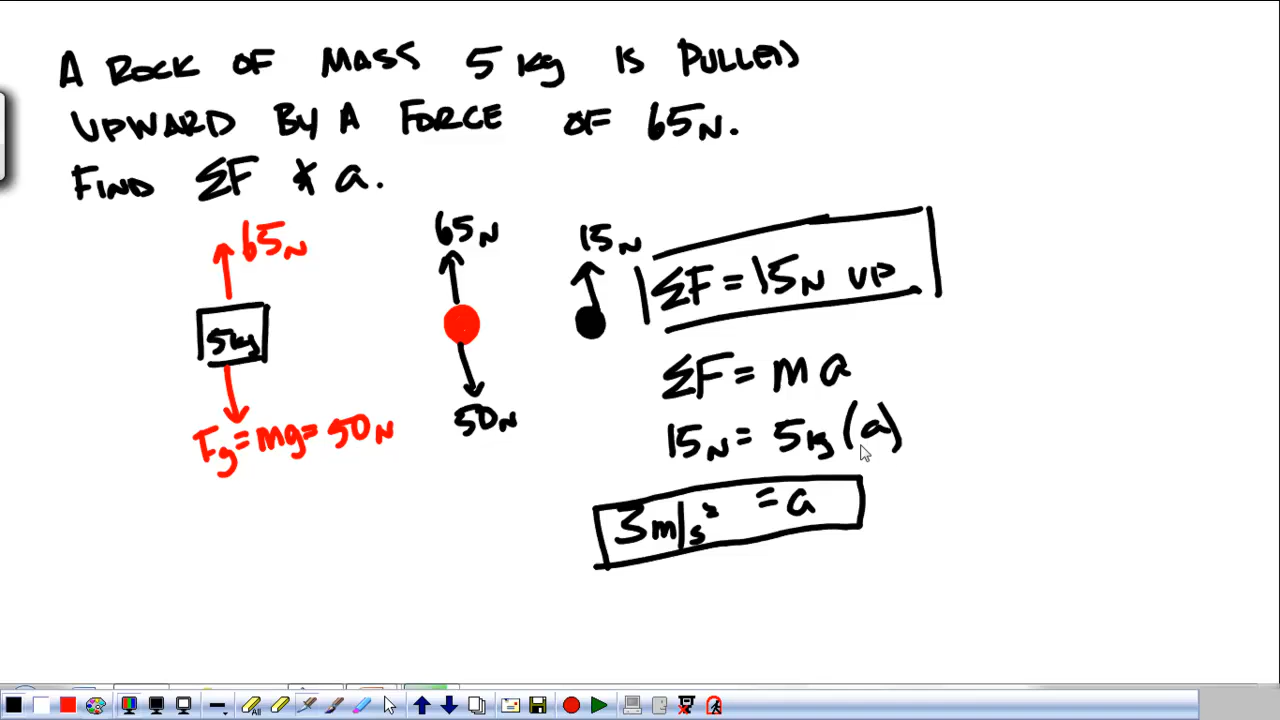 A ROCK OF MASS 5 kg IS PULLED
UPWARD BY A FORCE OF 65N.
FIND ΣF & a.
65N
5kg
Fg=mg=50N
65N
50N
15N
ΣF=15N UP
ΣF=ma
15N=5kg(a)
3m/s²=a
All